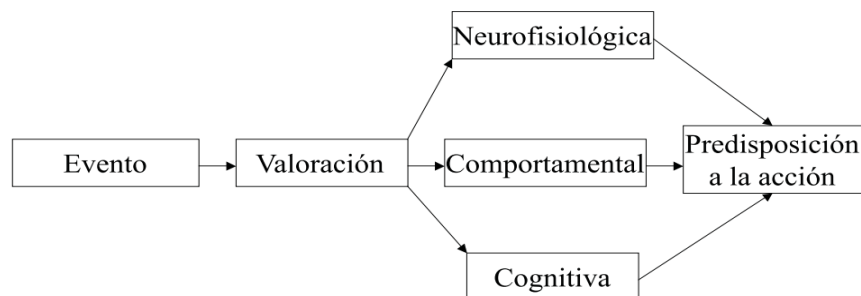 Neurofisiológica
Evento
Valoración
Comportamental
Predisposición
a la acción
Cognitiva